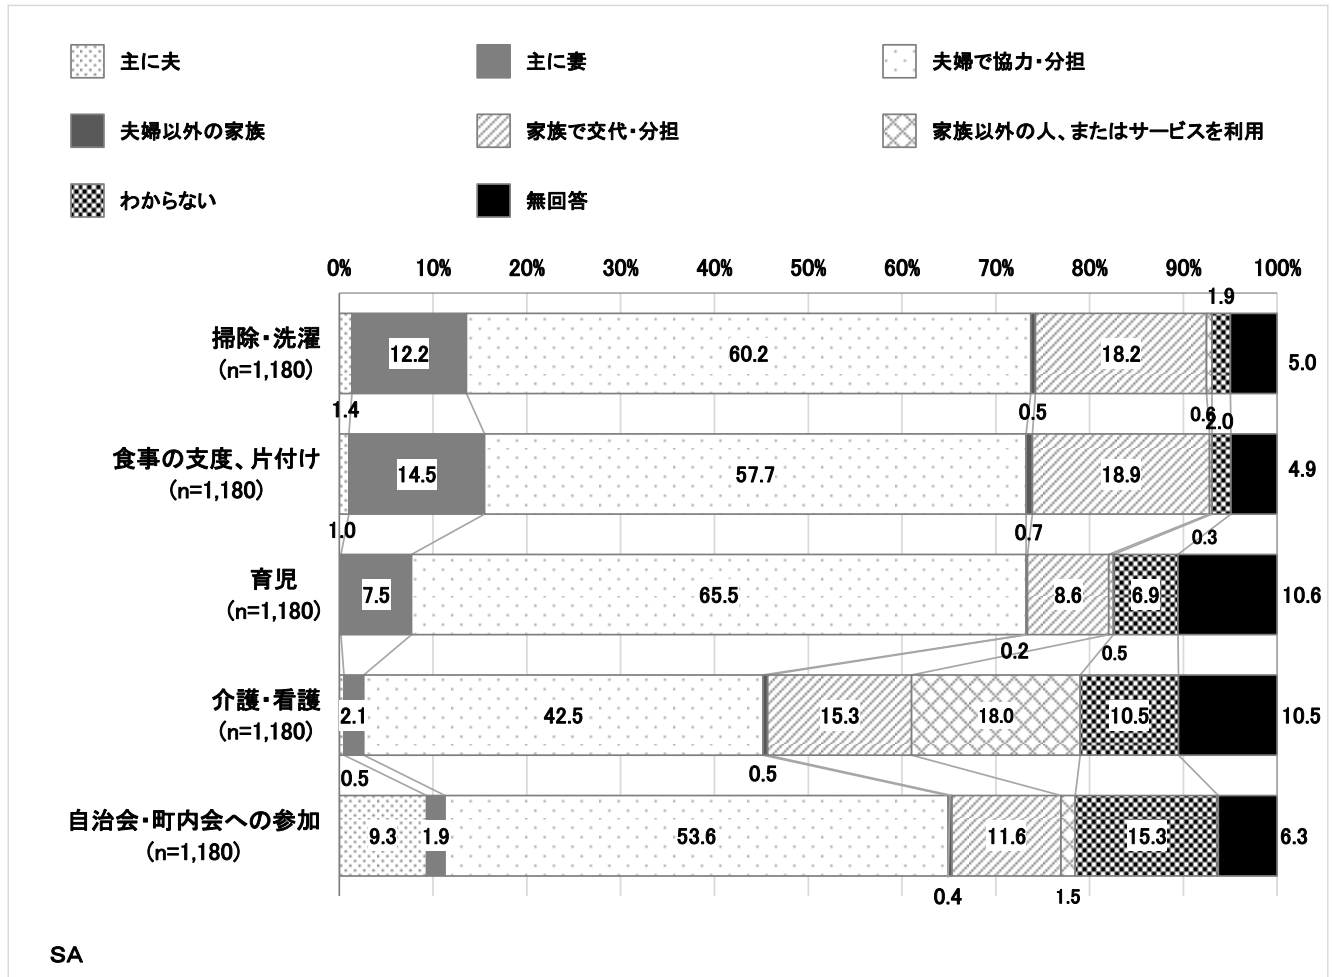 主に夫 主に妻 夫婦で協力・分担
夫婦以外の家族 家族で交代・分担 家族以外の人、またはサービスを利用
わからない 無回答
0% 10% 20% 30% 40% 50% 60% 70% 80% 90% 100%
1.9
掃除・洗濯
(n=1,180)
12.2 60.2 18.2 5.0
1.4 0.5 0.6 2.0
食事の支度、片付け
(n=1,180)
14.5 57.7 18.9 4.9
1.0 0.7 0.3
育児
(n=1,180)
7.5 65.5 8.6 6.9 10.6
0.2 0.5
介護・看護
(n=1,180)
2.1 42.5 15.3 18.0 10.5 10.5
0.5 0.5
自治会・町内会への参加
(n=1,180)
9.3 1.9 53.6 11.6 15.3 6.3
0.4 1.5
SA